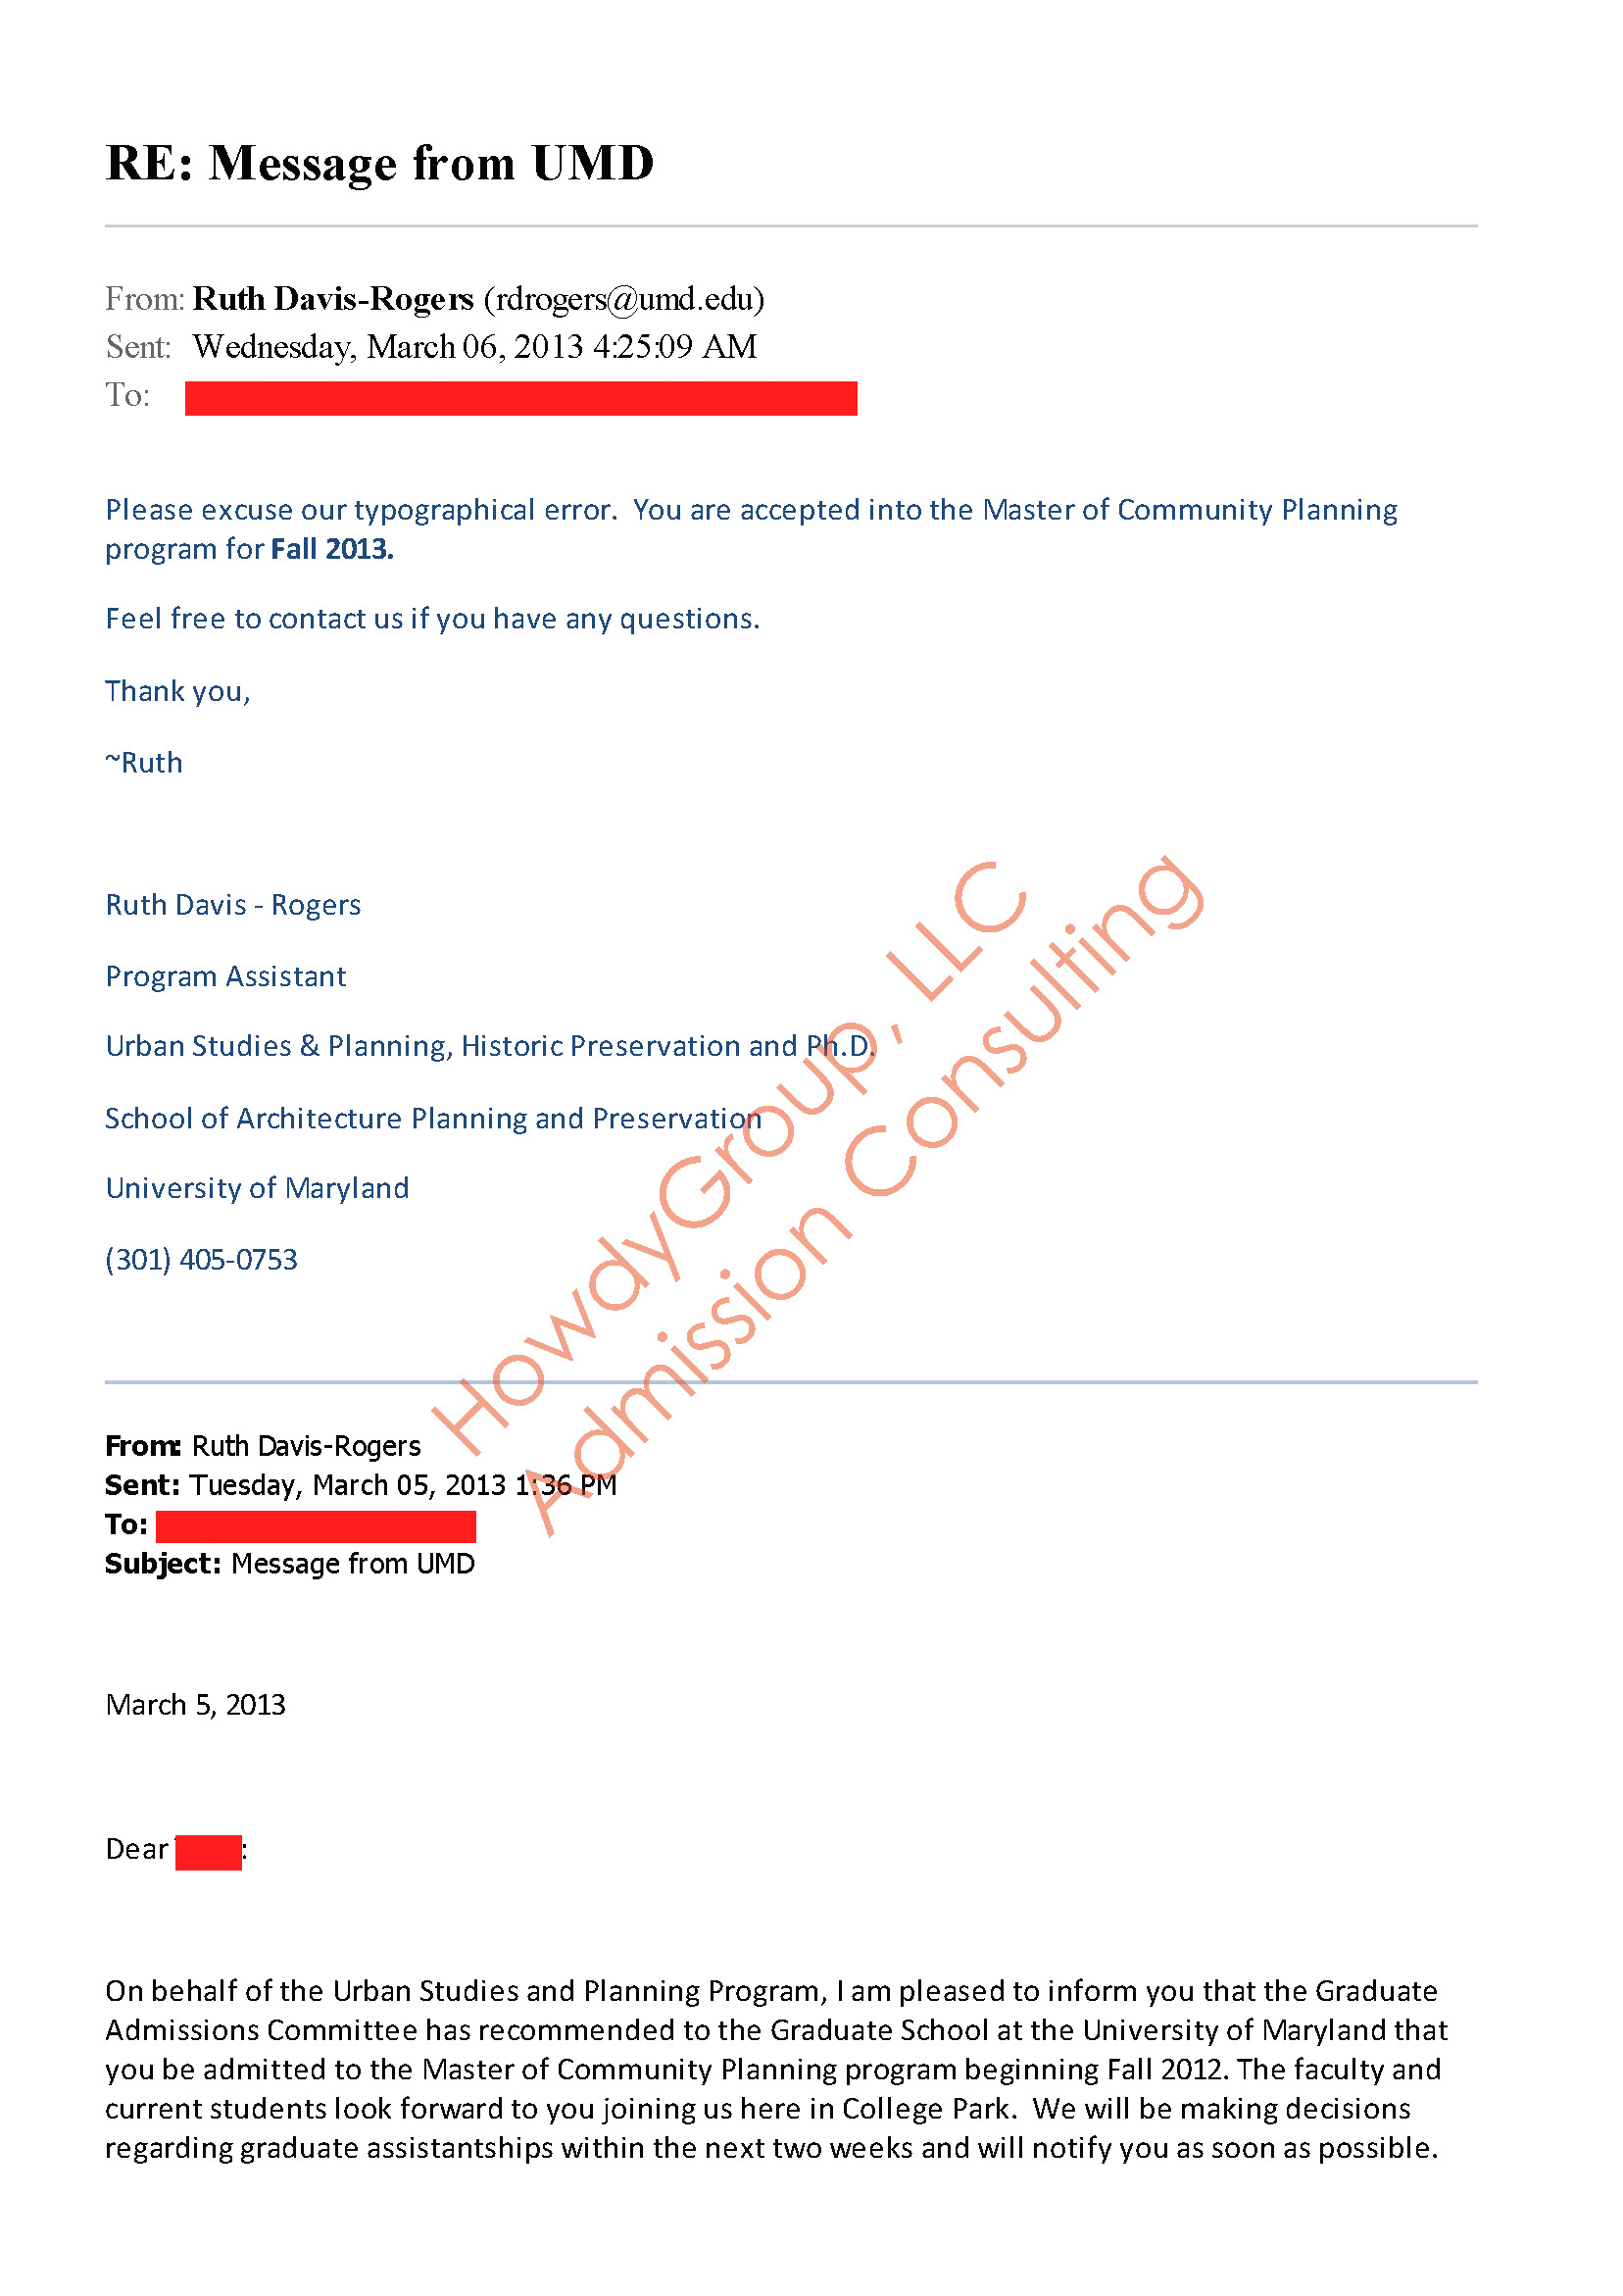 RE: Message from UMD
From: Ruth Davis-Rogers (rdrogers@umd.edu)
Sent: Wednesday, March 06, 2013 4:25:09 AM
To:
Please excuse our typographical error. You are accepted into the Master of Community Planning
program for Fall 2013.
Feel free to contact us if you have any questions.
Thank you,
~Ruth
Ruth Davis - Rogers
Program Assistant
Urban Studies & Planning, Historic Preservation and Ph.D.
School of Architecture Planning and Preservation
University of Maryland
(301) 405-0753
HowdyGroup, LLC
Admission Consulting
From: Ruth Davis-Rogers
Sent: Tuesday, March 05, 2013 1:36 PM
To:
Subject: Message from UMD
March 5, 2013
Dear :
On behalf of the Urban Studies and Planning Program, I am pleased to inform you that the Graduate
Admissions Committee has recommended to the Graduate School at the University of Maryland that
you be admitted to the Master of Community Planning program beginning Fall 2012. The faculty and
current students look forward to you joining us here in College Park. We will be making decisions
regarding graduate assistantships within the next two weeks and will notify you as soon as possible.